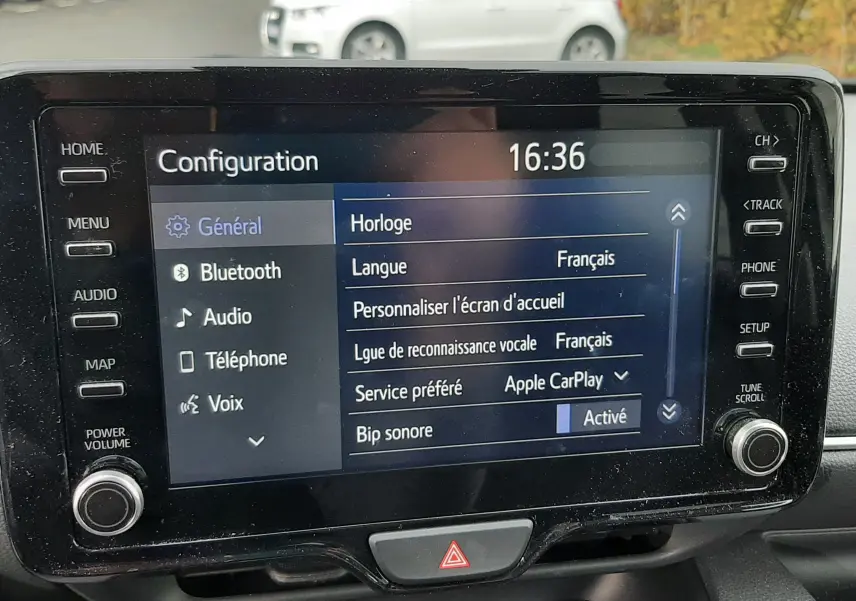 HOME
MENU
AUDIO
MAP
POWER
VOLUME
Configuration 16:36
Général
Bluetooth
Audio
Téléphone
Voix
Horloge
Langue Français
Personnaliser l'écran d'accueil
Lgue de reconnaissance vocale Français
Service préféré Apple CarPlay
Bip sonore Activé
CH >
< TRACK
PHONE
SETUP
TUNE
SCROLL